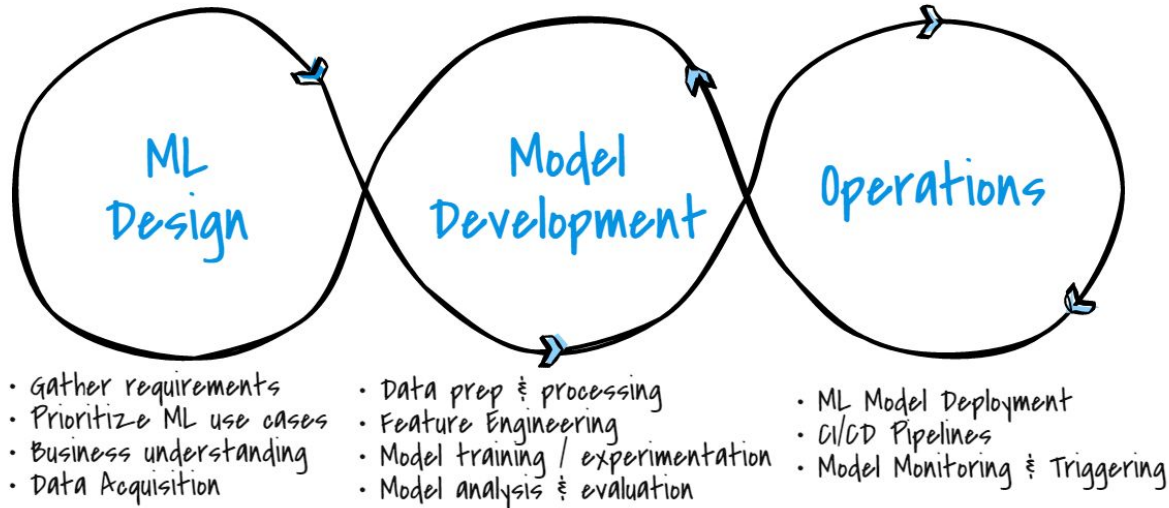 ML
Design
Model
Development
Operations
• Gather requirements
• Prioritize ML use cases
• Business understanding
• Data Acquisition
• Data prep & processing
• Feature Engineering
• Model training / experimentation
• Model analysis & evaluation
• ML Model Deployment
• CI/CD Pipelines
• Model Monitoring & Triggering